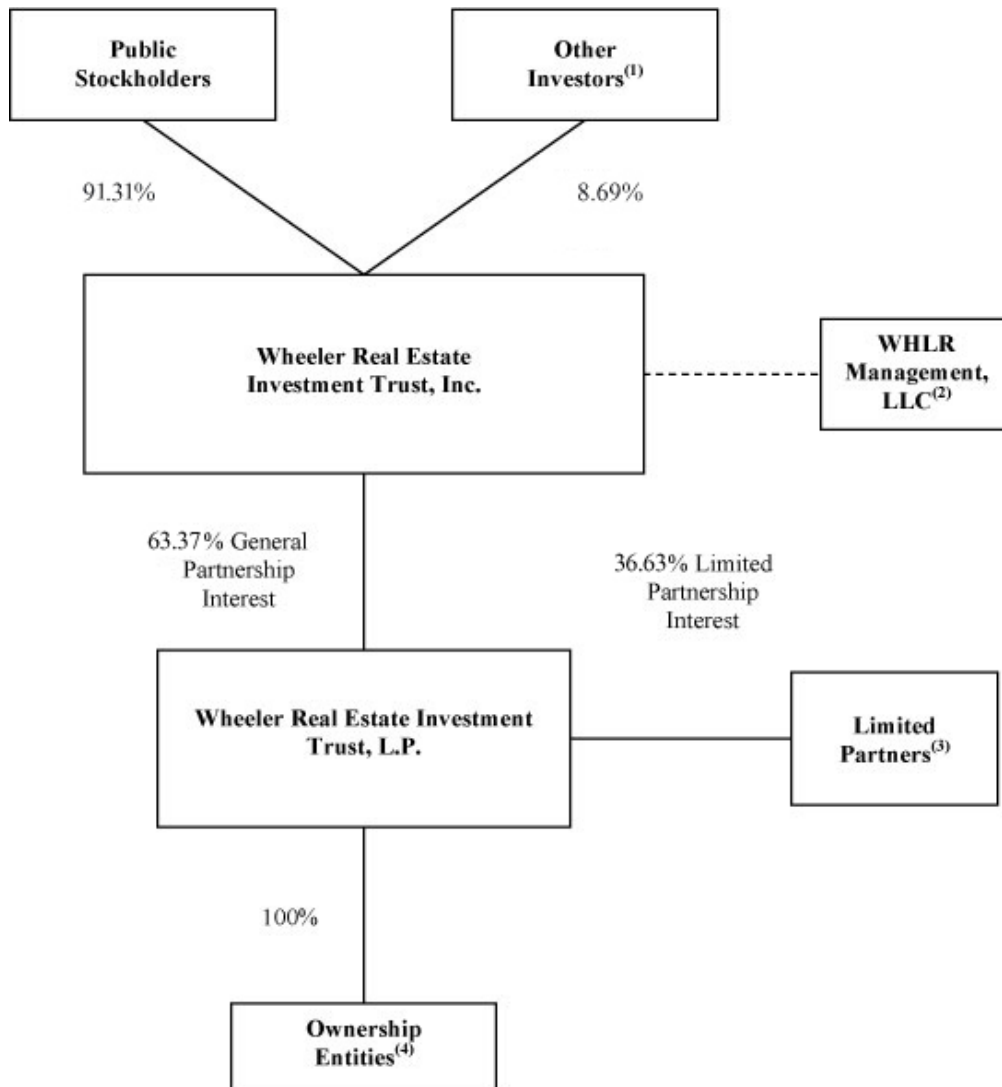 Public
Stockholders
Other
Investors(1)
91.31%
8.69%
Wheeler Real Estate
Investment Trust, Inc.
WHLR
Management,
LLC(2)
63.37% General
Partnership
Interest
36.63% Limited
Partnership
Interest
Wheeler Real Estate Investment
Trust, L.P.
Limited
Partners(3)
100%
Ownership
Entities(4)